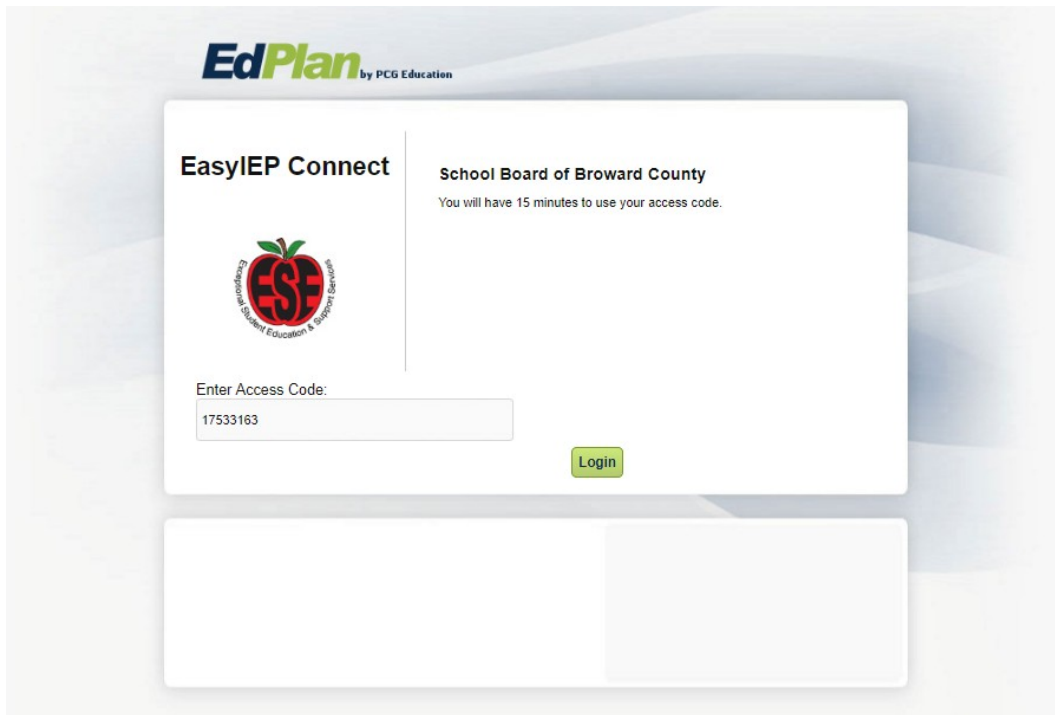 EdPlan by PCG Education
EasyIEP Connect
School Board of Broward County
You will have 15 minutes to use your access code.
ESE
Exceptional Student Education & Support Services
Enter Access Code:
17533163
Login